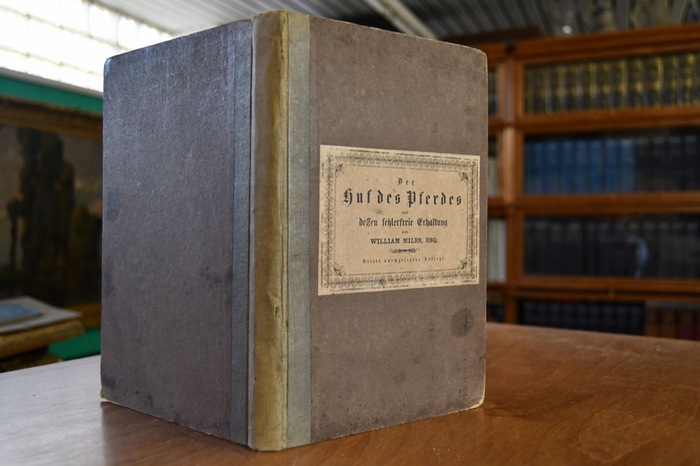 Der
Huf des Pferdes
und
dessen fehlerfreie Erhaltung
von
WILLIAM MILES, ESQ.
Dritte durchgesehene Auflage.